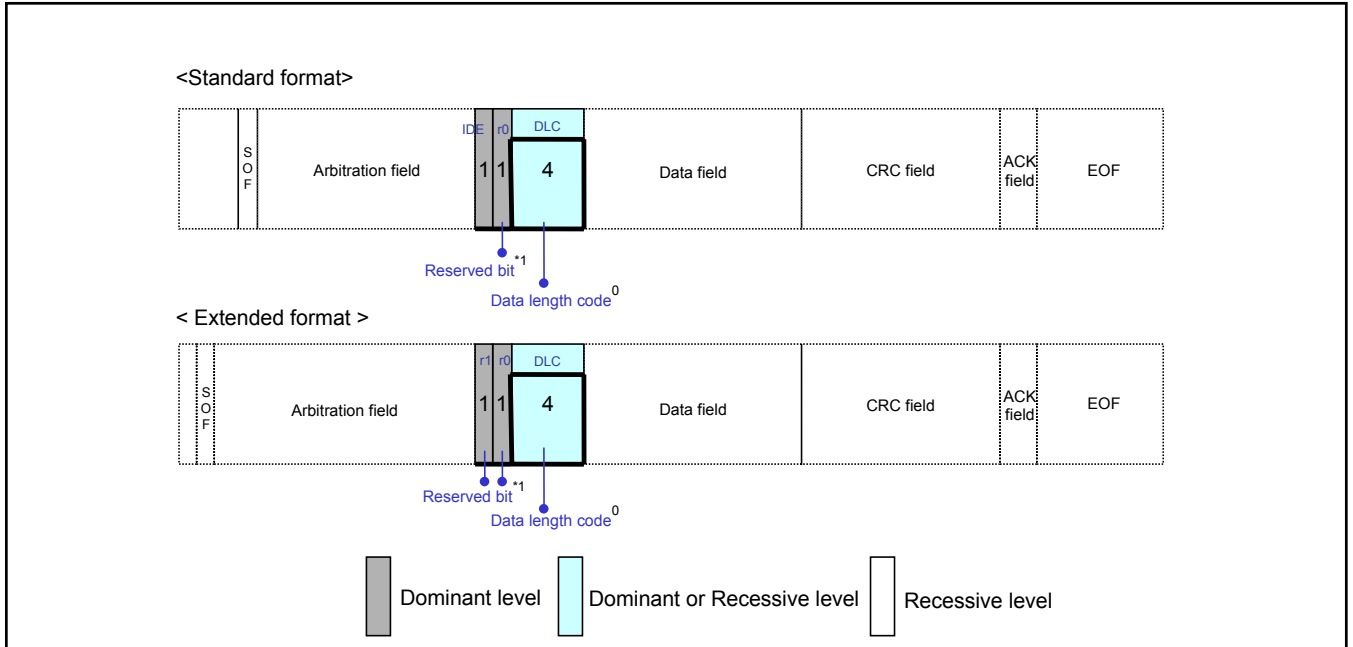 <Standard format>
IDE r0 DLC
SOF Arbitration field 1 1 4 Data field CRC field ACK field EOF
Reserved bit *1
Data length code 0
< Extended format >
r1 r0 DLC
SOF Arbitration field 1 1 4 Data field CRC field ACK field EOF
Reserved bit *1
Data length code 0
Dominant level Dominant or Recessive level Recessive level